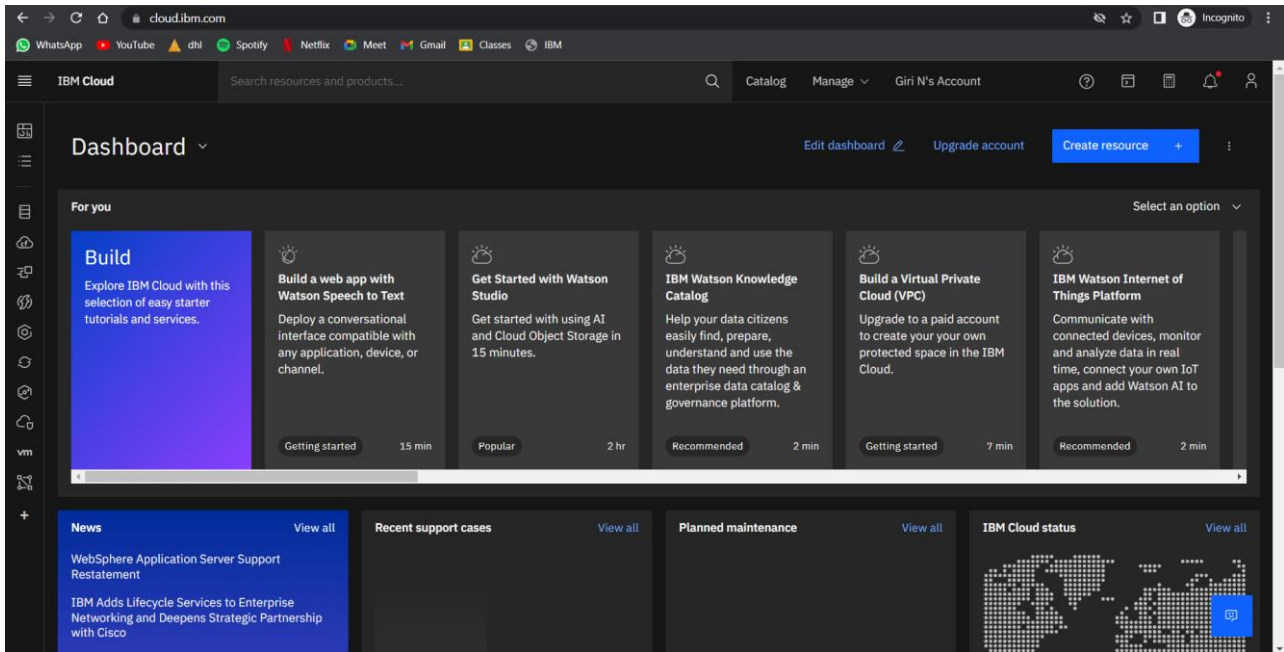 cloud.ibm.com
Incognito
WhatsApp YouTube dhl Spotify Netflix Meet Gmail Classes IBM
IBM Cloud
Search resources and products...
Catalog Manage Giri N's Account
Dashboard
Edit dashboard Upgrade account Create resource +
For you
Select an option
Build
Explore IBM Cloud with this
selection of easy starter
tutorials and services.
Build a web app with
Watson Speech to Text
Deploy a conversational
interface compatible with
any application, device, or
channel.
Getting started 15 min
Get Started with Watson
Studio
Get started with using AI
and Cloud Object Storage in
15 minutes.
Popular 2 hr
IBM Watson Knowledge
Catalog
Help your data citizens
easily find, prepare,
understand and use the
data they need through an
enterprise data catalog &
governance platform.
Recommended 2 min
Build a Virtual Private
Cloud (VPC)
Upgrade to a paid account
to create your your own
protected space in the IBM
Cloud.
Getting started 7 min
IBM Watson Internet of
Things Platform
Communicate with
connected devices, monitor
and analyze data in real
time, connect your own IoT
apps and add Watson AI to
the solution.
Recommended 2 min
vm
News View all
WebSphere Application Server Support
Restatement
IBM Adds Lifecycle Services to Enterprise
Networking and Deepens Strategic Partnership
with Cisco
Recent support cases View all
Planned maintenance View all
IBM Cloud status View all